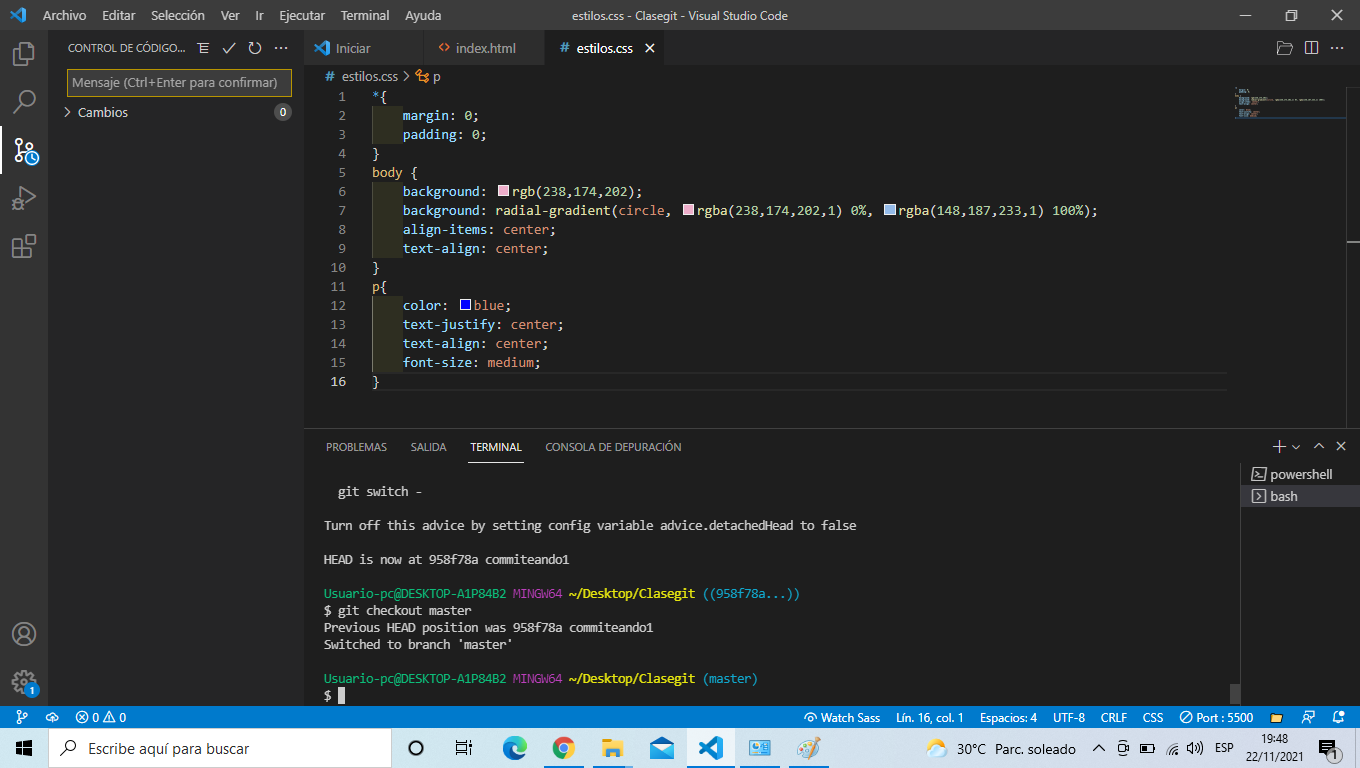 Archivo Editar Selección Ver Ir Ejecutar Terminal Ayuda
estilos.css - Clasegit - Visual Studio Code
CONTROL DE CÓDIGO...
Mensaje (Ctrl+Enter para confirmar)
Cambios 0
Iniciar
<> index.html
# estilos.css
# estilos.css > p
1 *{
2 margin: 0;
3 padding: 0;
4 }
5 body {
6 background: rgb(238,174,202);
7 background: radial-gradient(circle, rgba(238,174,202,1) 0%, rgba(148,187,233,1) 100%);
8 align-items: center;
9 text-align: center;
10 }
11 p{
12 color: blue;
13 text-justify: center;
14 text-align: center;
15 font-size: medium;
16 }
PROBLEMAS SALIDA TERMINAL CONSOLA DE DEPURACIÓN
powershell
bash
git switch -
Turn off this advice by setting config variable advice.detachedHead to false
HEAD is now at 958f78a commiteando1
Usuario-pc@DESKTOP-A1P84B2 MINGW64 ~/Desktop/Clasegit ((958f78a...))
$ git checkout master
Previous HEAD position was 958f78a commiteando1
Switched to branch 'master'
Usuario-pc@DESKTOP-A1P84B2 MINGW64 ~/Desktop/Clasegit (master)
$
1
0 0
Watch Sass Lín. 16, col. 1 Espacios: 4 UTF-8 CRLF CSS Port : 5500
Escribe aquí para buscar
30°C Parc. soleado
ESP
19:48
22/11/2021
1